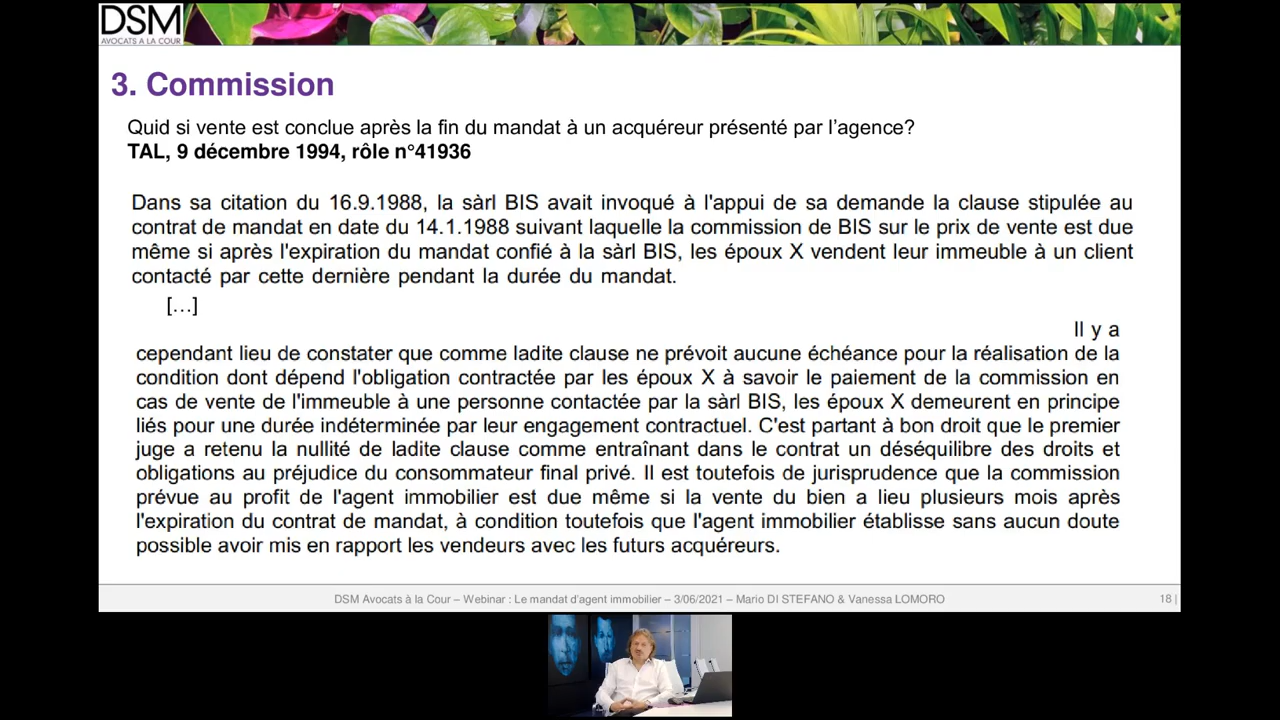 DSM
AVOCATS A LA COUR
3. Commission
Quid si vente est conclue après la fin du mandat à un acquéreur présenté par l’agence?
TAL, 9 décembre 1994, rôle n°41936
Dans sa citation du 16.9.1988, la sàrl BIS avait invoqué à l'appui de sa demande la clause stipulée au
contrat de mandat en date du 14.1.1988 suivant laquelle la commission de BIS sur le prix de vente est due
même si après l'expiration du mandat confié à la sàrl BIS, les époux X vendent leur immeuble à un client
contacté par cette dernière pendant la durée du mandat.
[…]
Il y a
cependant lieu de constater que comme ladite clause ne prévoit aucune échéance pour la réalisation de la
condition dont dépend l'obligation contractée par les époux X à savoir le paiement de la commission en
cas de vente de l'immeuble à une personne contactée par la sàrl BIS, les époux X demeurent en principe
liés pour une durée indéterminée par leur engagement contractuel. C'est partant à bon droit que le premier
juge a retenu la nullité de ladite clause comme entraînant dans le contrat un déséquilibre des droits et
obligations au préjudice du consommateur final privé. Il est toutefois de jurisprudence que la commission
prévue au profit de l'agent immobilier est due même si la vente du bien a lieu plusieurs mois après
l'expiration du contrat de mandat, à condition toutefois que l'agent immobilier établisse sans aucun doute
possible avoir mis en rapport les vendeurs avec les futurs acquéreurs.
DSM Avocats à la Cour – Webinar : Le mandat d'agent immobilier – 3/06/2021 – Mario DI STEFANO & Vanessa LOMORO
18 |